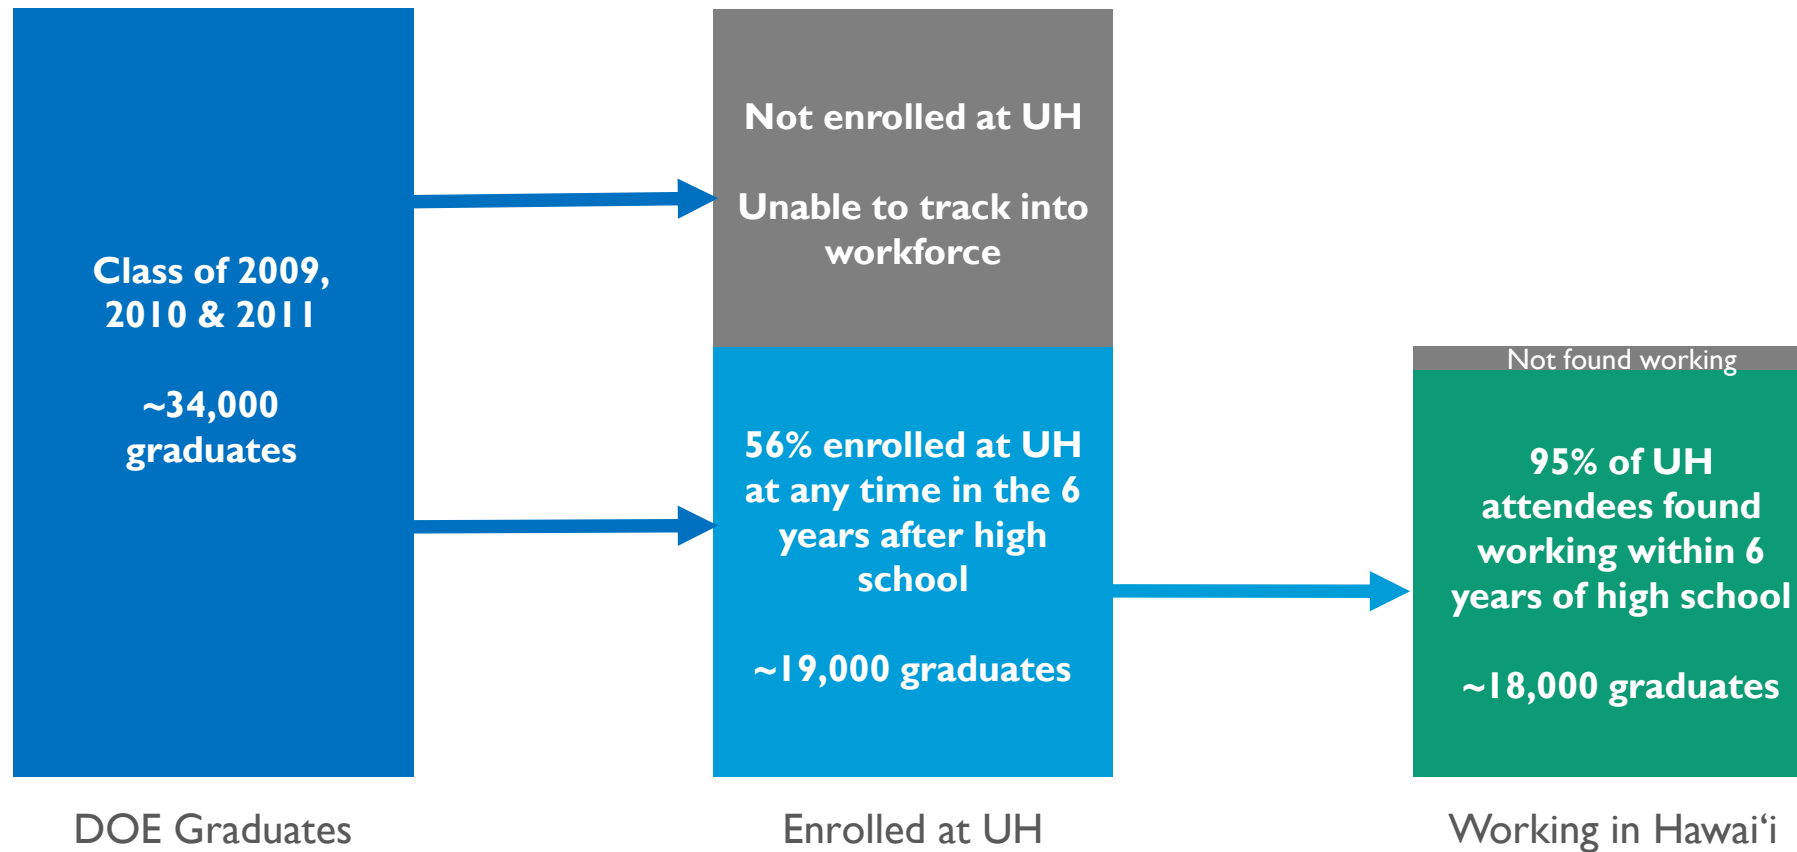 Class of 2009,
2010 & 2011
~34,000
graduates
DOE Graduates
Not enrolled at UH
Unable to track into
workforce
56% enrolled at UH
at any time in the 6
years after high
school
~19,000 graduates
Enrolled at UH
Not found working
95% of UH
attendees found
working within 6
years of high school
~18,000 graduates
Working in Hawaiʻi